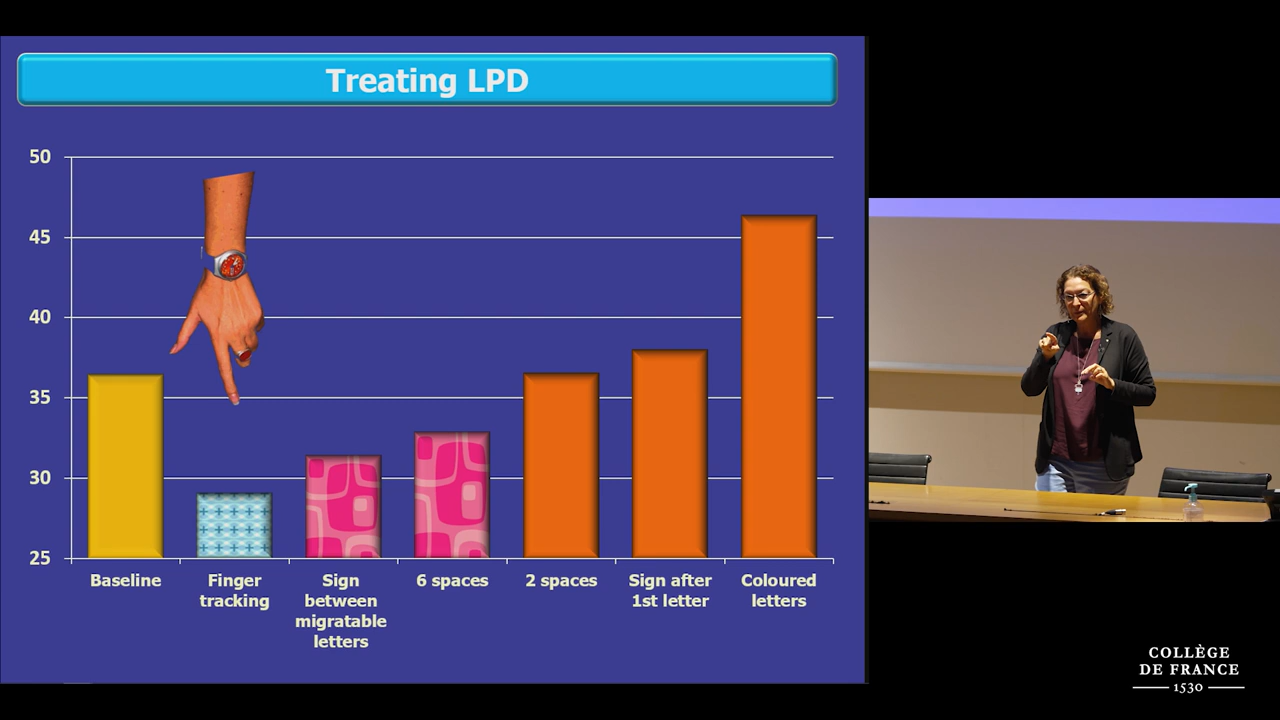 Treating LPD
50
45
40
35
30
25
Baseline
Finger
tracking
Sign
between
migratable
letters
6 spaces
2 spaces
Sign after
1st letter
Coloured
letters
COLLÈGE
DE FRANCE
1530